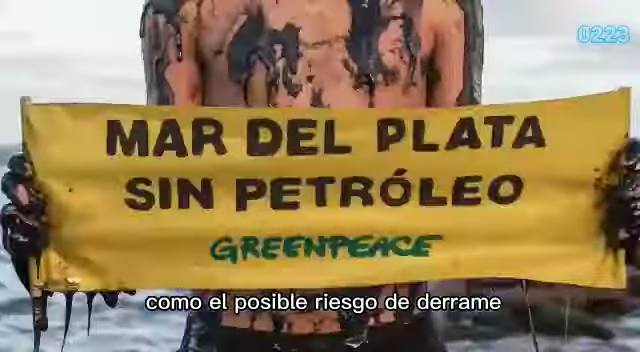 0223
MAR DEL PLATA
SIN PETRÓLEO
GREENPEACE
como el posible riesgo de derrame